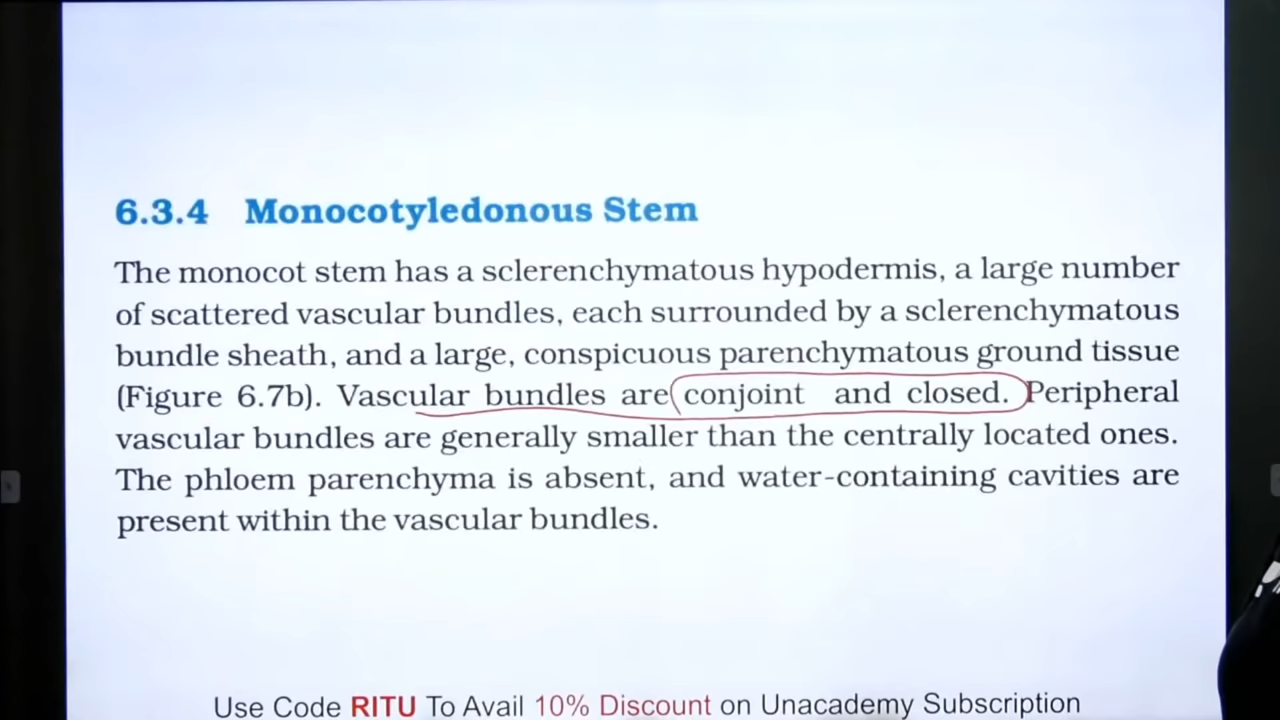 6.3.4 Monocotyledonous Stem
The monocot stem has a sclerenchymatous hypodermis, a large number
of scattered vascular bundles, each surrounded by a sclerenchymatous
bundle sheath, and a large, conspicuous parenchymatous ground tissue
(Figure 6.7b). Vascular bundles are conjoint and closed. Peripheral
vascular bundles are generally smaller than the centrally located ones.
The phloem parenchyma is absent, and water-containing cavities are
present within the vascular bundles.
Use Code RITU To Avail 10% Discount on Unacademy Subscription